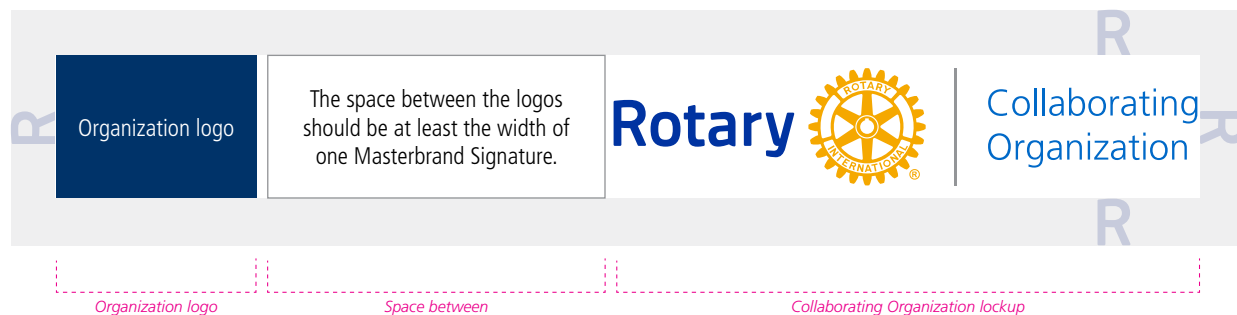 R
R
Organization logo
The space between the logos
should be at least the width of
one Masterbrand Signature.
Rotary
ROTARY
INTERNATIONAL
®
Collaborating
Organization
R
R
Organization logo
Space between
Collaborating Organization lockup